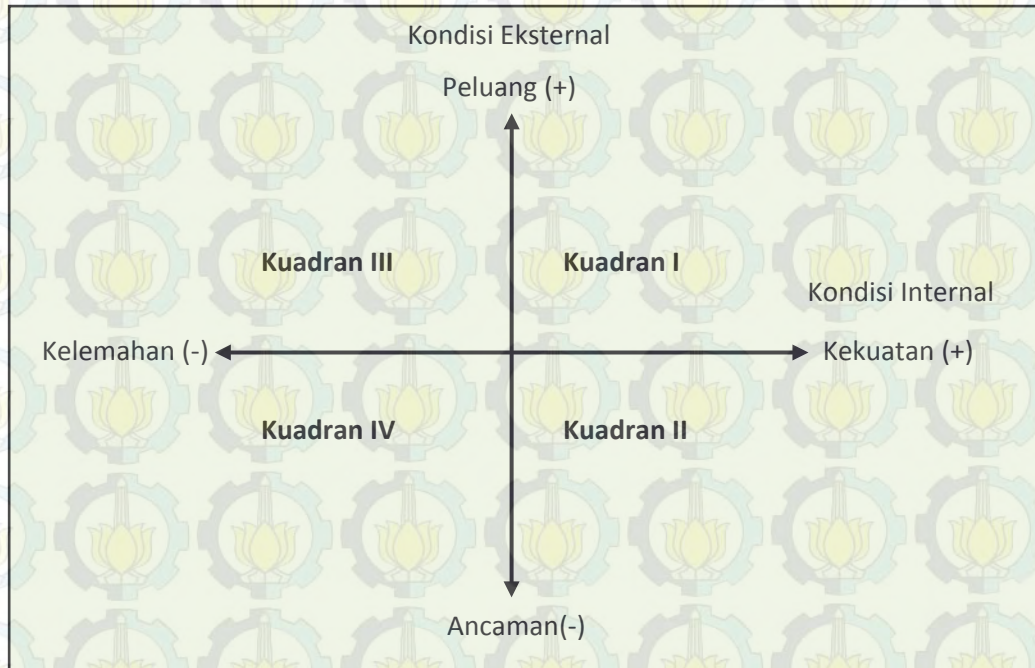 Kondisi Eksternal
Peluang (+)
Kuadran III
Kuadran I
Kondisi Internal
Kelemahan (-)
Kekuatan (+)
Kuadran IV
Kuadran II
Ancaman(-)